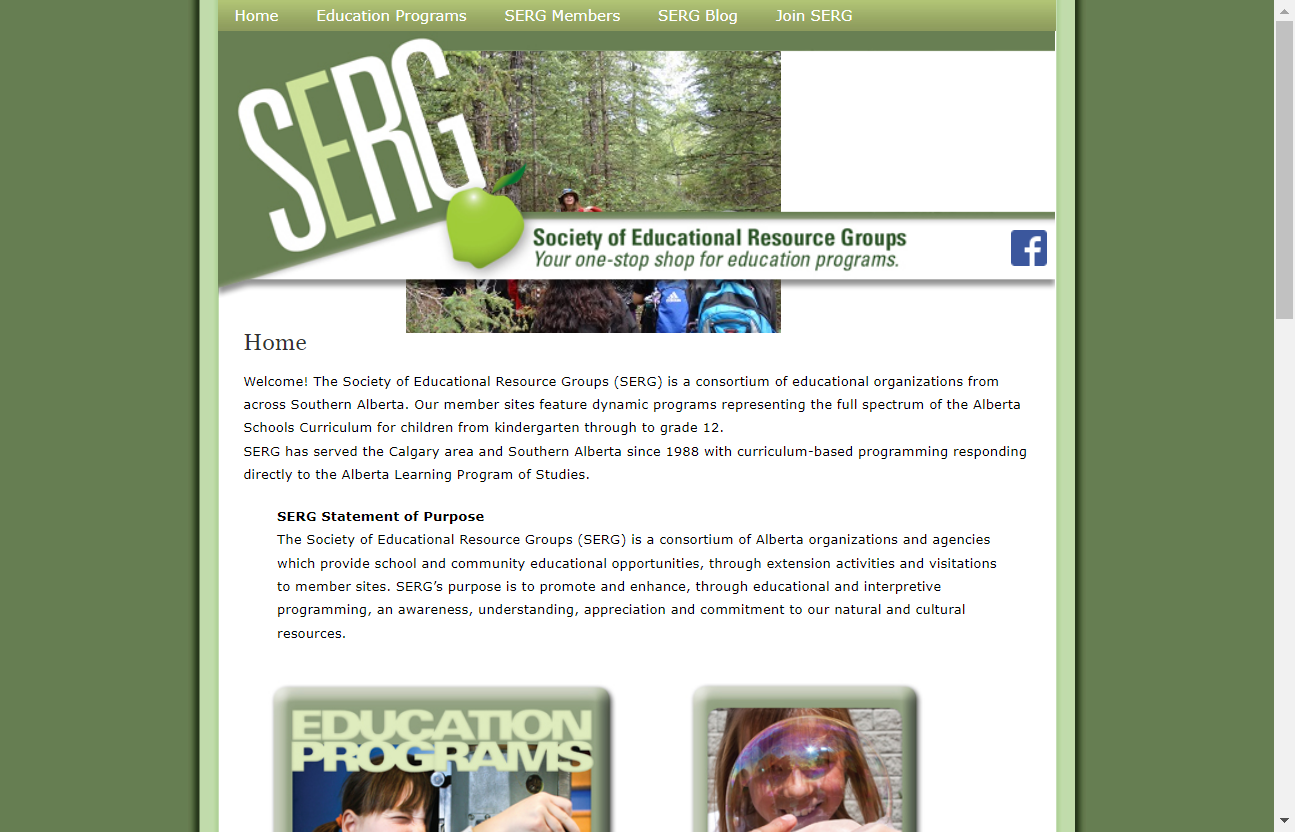 Home Education Programs SERG Members SERG Blog Join SERG
SERG
Society of Educational Resource Groups
Your one-stop shop for education programs.
f
Home
Welcome! The Society of Educational Resource Groups (SERG) is a consortium of educational organizations from
across Southern Alberta. Our member sites feature dynamic programs representing the full spectrum of the Alberta
Schools Curriculum for children from kindergarten through to grade 12.
SERG has served the Calgary area and Southern Alberta since 1988 with curriculum-based programming responding
directly to the Alberta Learning Program of Studies.
SERG Statement of Purpose
The Society of Educational Resource Groups (SERG) is a consortium of Alberta organizations and agencies
which provide school and community educational opportunities, through extension activities and visitations
to member sites. SERG’s purpose is to promote and enhance, through educational and interpretive
programming, an awareness, understanding, appreciation and commitment to our natural and cultural
resources.
EDUCATION
PROGRAMS